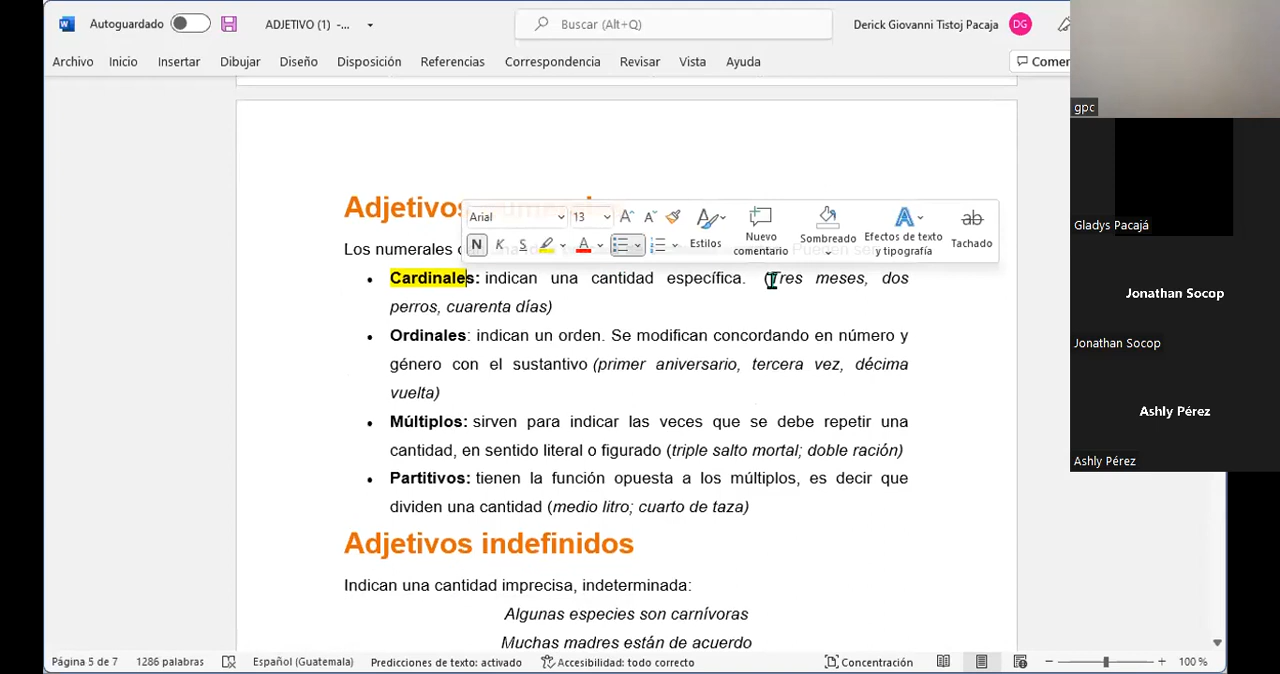 Autoguardado ADJETIVO (1) -... Buscar (Alt+Q) Derick Giovanni Tistoj Pacaja DG
Archivo Inicio Insertar Dibujar Diseño Disposición Referencias Correspondencia Revisar Vista Ayuda Comen
gpc
Adjetivos
Arial 13 Estilos Nuevo comentario Sombreado Efectos de texto y tipografía Tachado
N K S
Los numerales
Cardinales: indican una cantidad específica. (Tres meses, dos
perros, cuarenta días)
Ordinales: indican un orden. Se modifican concordando en número y
género con el sustantivo (primer aniversario, tercera vez, décima
vuelta)
Múltiplos: sirven para indicar las veces que se debe repetir una
cantidad, en sentido literal o figurado (triple salto mortal; doble ración)
Partitivos: tienen la función opuesta a los múltiplos, es decir que
dividen una cantidad (medio litro; cuarto de taza)
Adjetivos indefinidos
Indican una cantidad imprecisa, indeterminada:
Algunas especies son carnívoras
Muchas madres están de acuerdo
Gladys Pacajá
Jonathan Socop
Jonathan Socop
Ashly Pérez
Ashly Pérez
Página 5 de 7 1286 palabras Español (Guatemala) Predicciones de texto: activado Accesibilidad: todo correcto Concentración 100 %